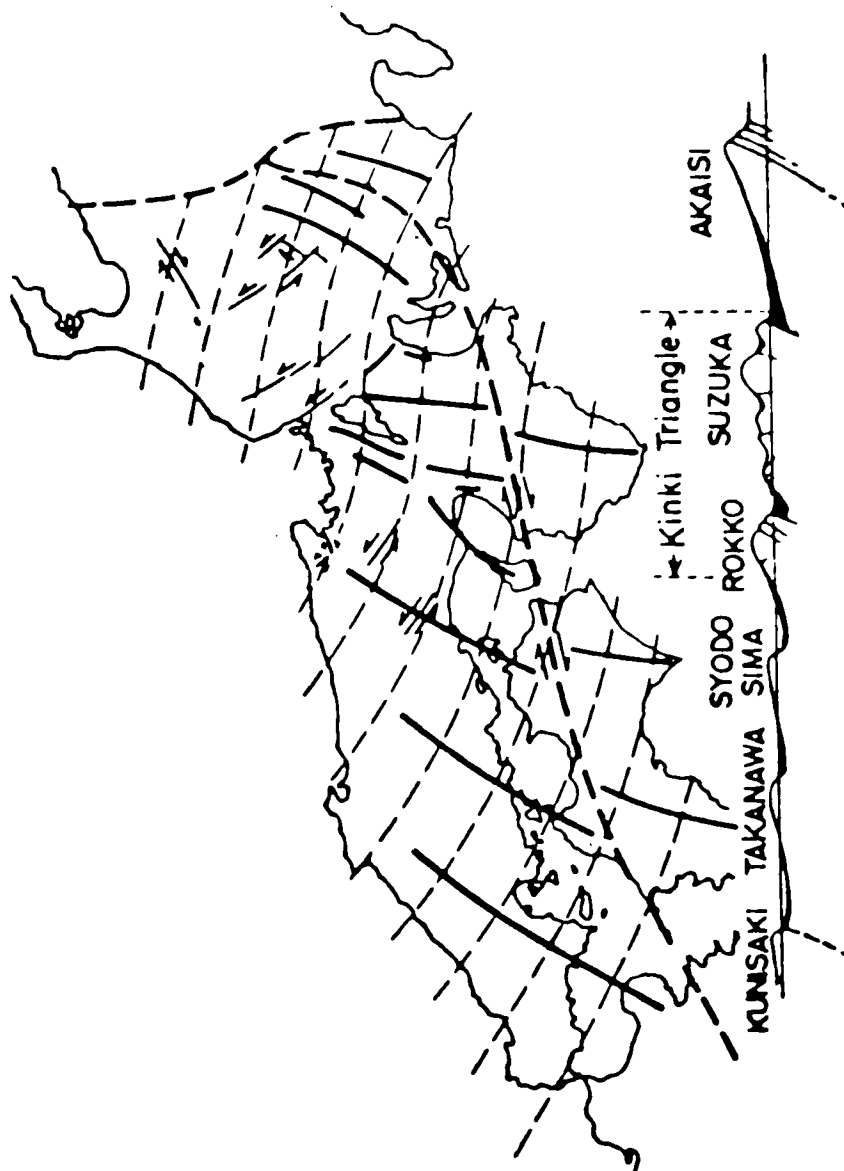 KUNISAKI
TAKANAWA
SYODO
SIMA
ROKKO
Kinki Triangle
SUZUKA
AKAISI